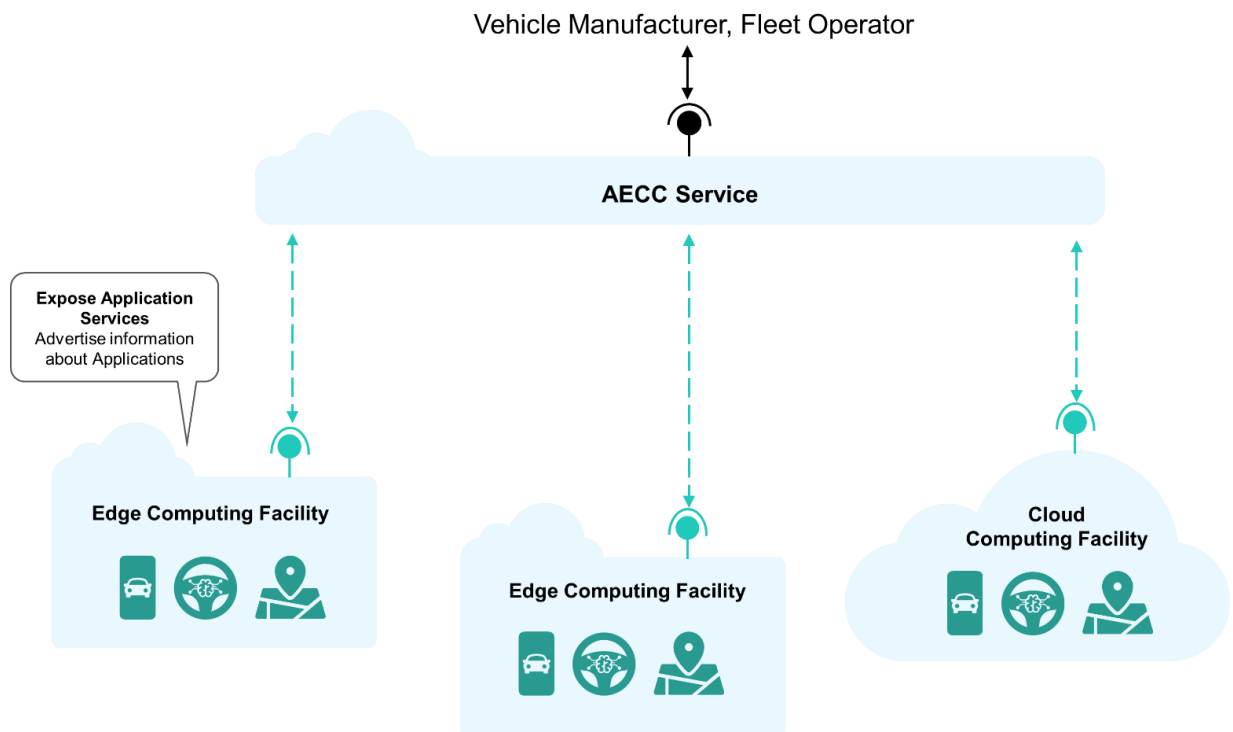 Vehicle Manufacturer, Fleet Operator
AECC Service
Expose Application
Services
Advertise information
about Applications
Edge Computing Facility
Edge Computing Facility
Cloud
Computing Facility